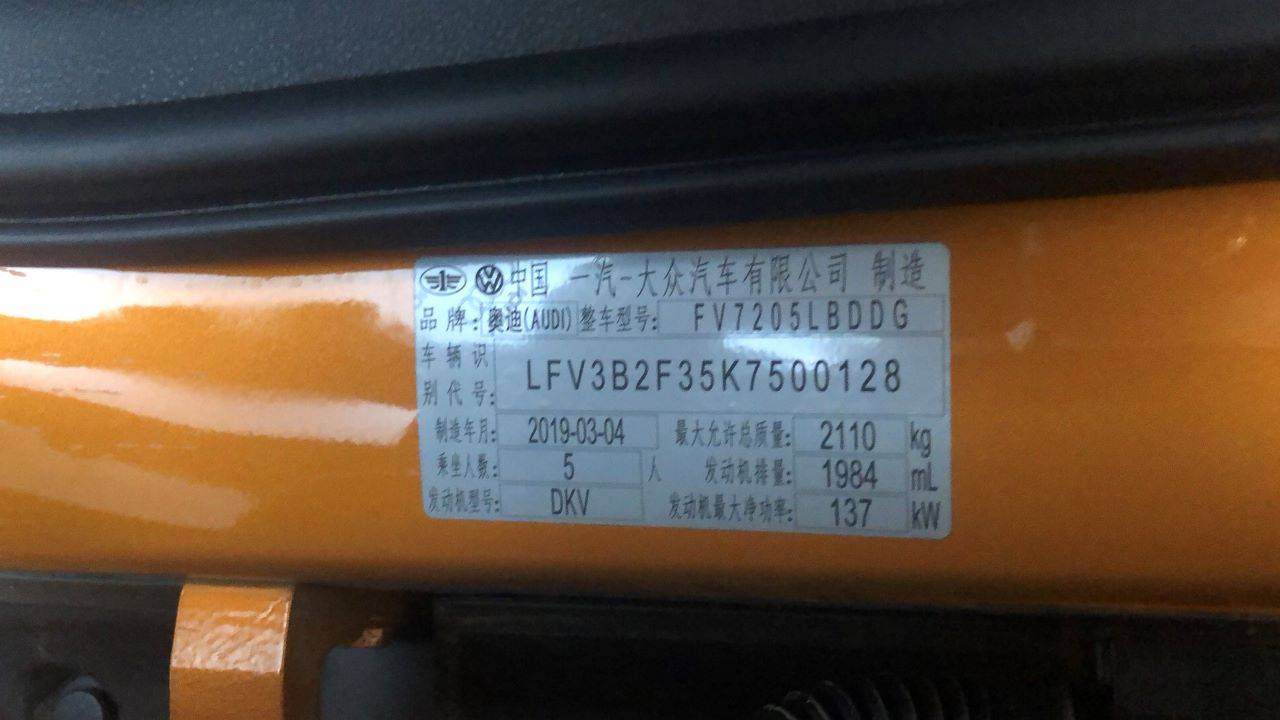 中国 一汽-大众汽车有限公司 制造
品牌: 奥迪(AUDI) 整车型号: FV7205LBDDG
车辆识别代号: LFV3B2F35K7500128
制造年月: 2019-03-04 最大允许总质量: 2110 kg
乘坐人数: 5 人 发动机排量: 1984 mL
发动机型号: DKV 发动机最大净功率: 137 kW